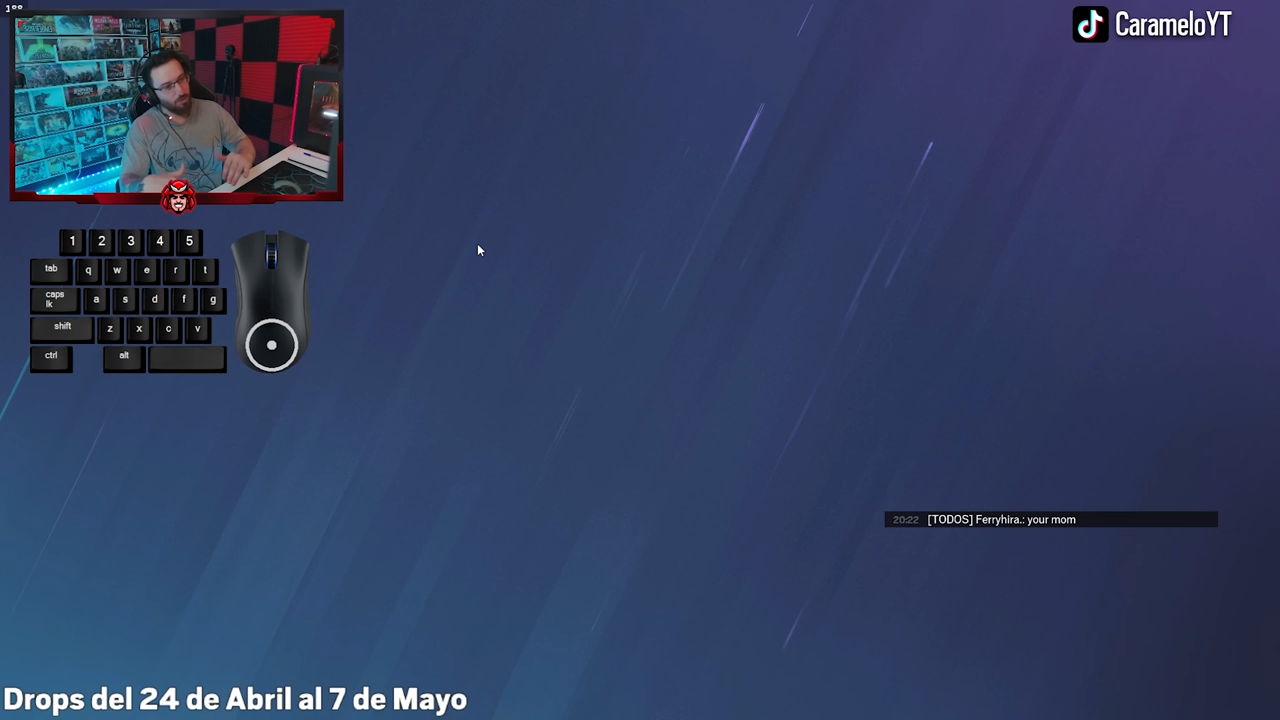 188
CarameloYT
1 2 3 4 5
tab q w e r t
caps
lk a s d f g
shift z x c v
ctrl alt
20:22 [TODOS] Ferryhira.: your mom
Drops del 24 de Abril al 7 de Mayo